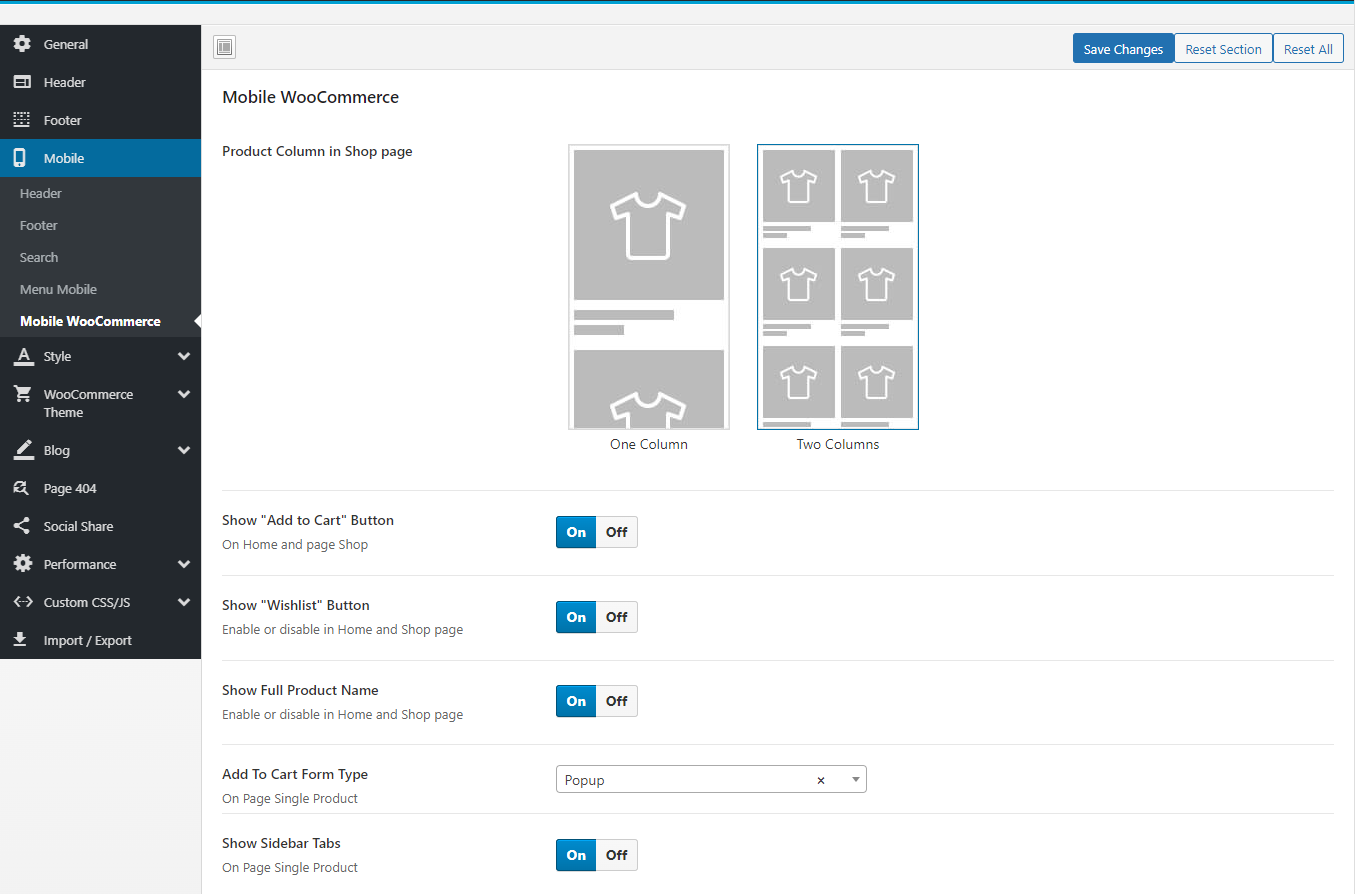 General
Header
Footer
Mobile
Header
Footer
Search
Menu Mobile
Mobile WooCommerce
Style
WooCommerce
Theme
Blog
Page 404
Social Share
Performance
Custom CSS/JS
Import / Export
Save Changes
Reset Section
Reset All
Mobile WooCommerce
Product Column in Shop page
One Column
Two Columns
Show "Add to Cart" Button
On Home and page Shop
On Off
Show "Wishlist" Button
Enable or disable in Home and Shop page
On Off
Show Full Product Name
Enable or disable in Home and Shop page
On Off
Add To Cart Form Type
On Page Single Product
Popup ×
Show Sidebar Tabs
On Page Single Product
On Off